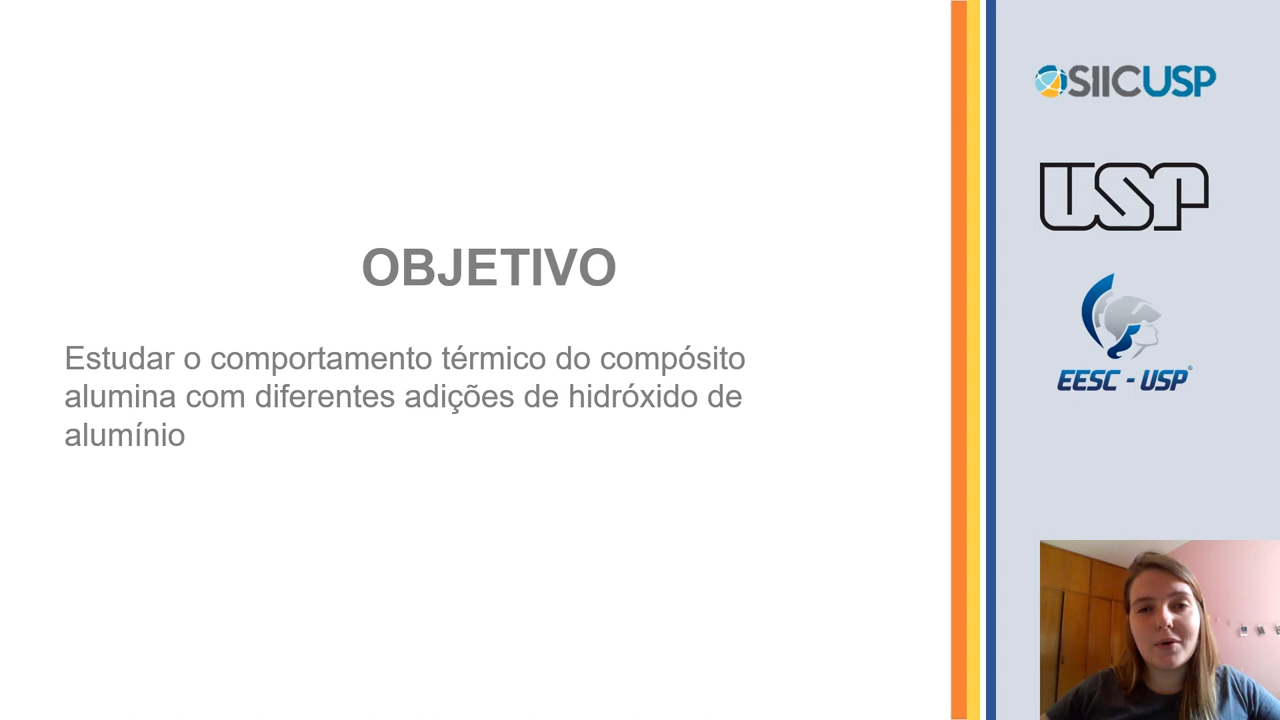 OBJETIVO
Estudar o comportamento térmico do compósito
alumina com diferentes adições de hidróxido de
alumínio
SIICUSP
USP
EESC - USP®